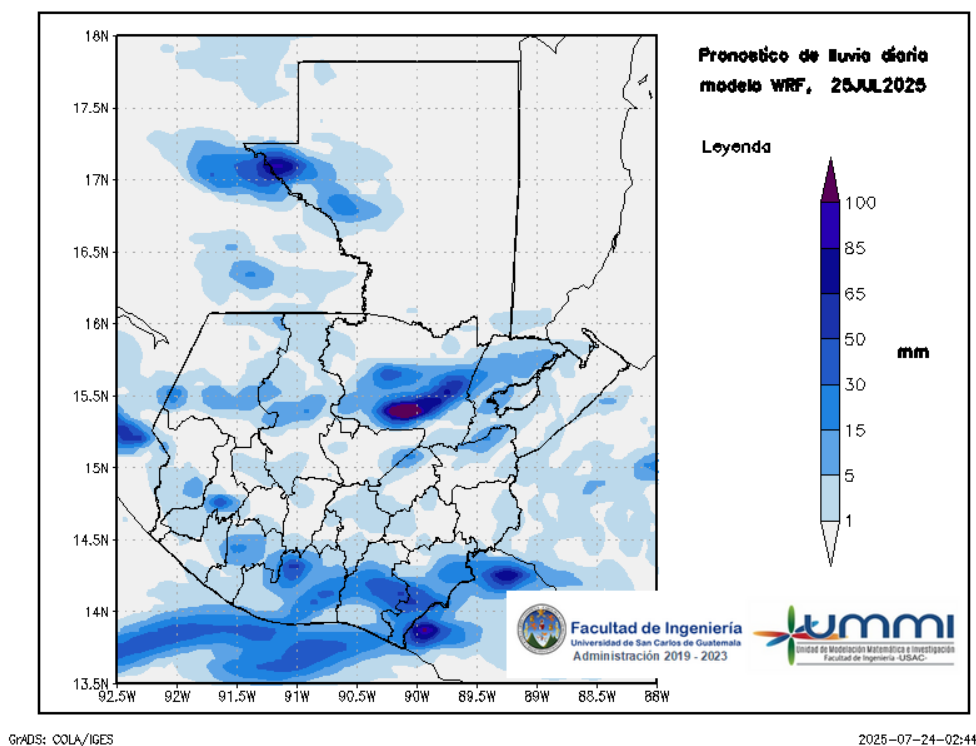 Pronostico de lluvia diaria
modelo WRF, 25JUL2025
Leyenda
100
85
65
50
30
15
5
1
mm
18N
17.5N
17N
16.5N
16N
15.5N
15N
14.5N
14N
13.5N
92.5W
92W
91.5W
91W
90.5W
90W
89.5W
89W
88.5W
88W
Facultad de Ingeniería
Universidad de San Carlos de Guatemala
Administración 2019 - 2023
ummi
Unidad de Modelación Matemática e Investigación
Facultad de Ingeniería -USAC-
GrADS: COLA/IGES
2025-07-24-02:44